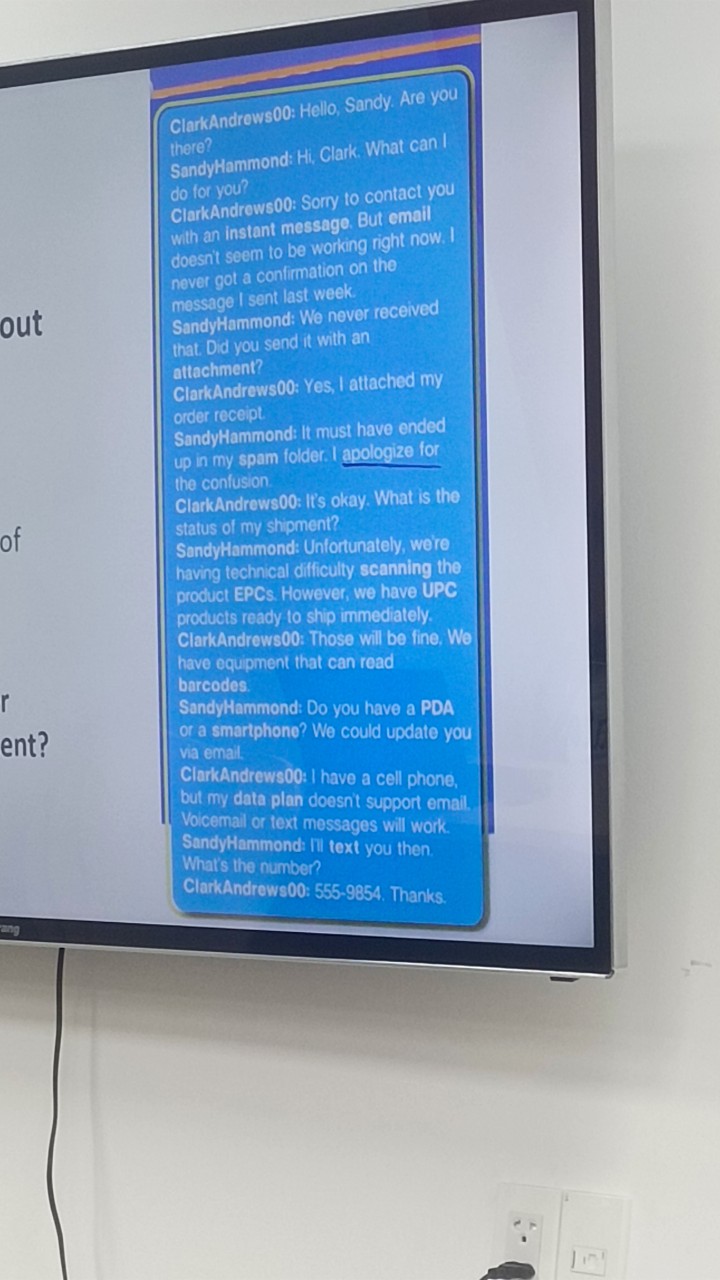 out
of
r
ent?
ClarkAndrews00: Hello, Sandy. Are you
there?
SandyHammond: Hi, Clark. What can I
do for you?
ClarkAndrews00: Sorry to contact you
with an instant message. But email
doesn't seem to be working right now. I
never got a confirmation on the
message I sent last week.
SandyHammond: We never received
that. Did you send it with an
attachment?
ClarkAndrews00: Yes, I attached my
order receipt.
SandyHammond: It must have ended
up in my spam folder. I apologize for
the confusion.
ClarkAndrews00: It's okay. What is the
status of my shipment?
SandyHammond: Unfortunately, we're
having technical difficulty scanning the
product EPCs. However, we have UPC
products ready to ship immediately.
ClarkAndrews00: Those will be fine. We
have equipment that can read
barcodes.
SandyHammond: Do you have a PDA
or a smartphone? We could update you
via email.
ClarkAndrews00: I have a cell phone,
but my data plan doesn't support email.
Voicemail or text messages will work.
SandyHammond: I'll text you then.
What's the number?
ClarkAndrews00: 555-9854. Thanks.
rang